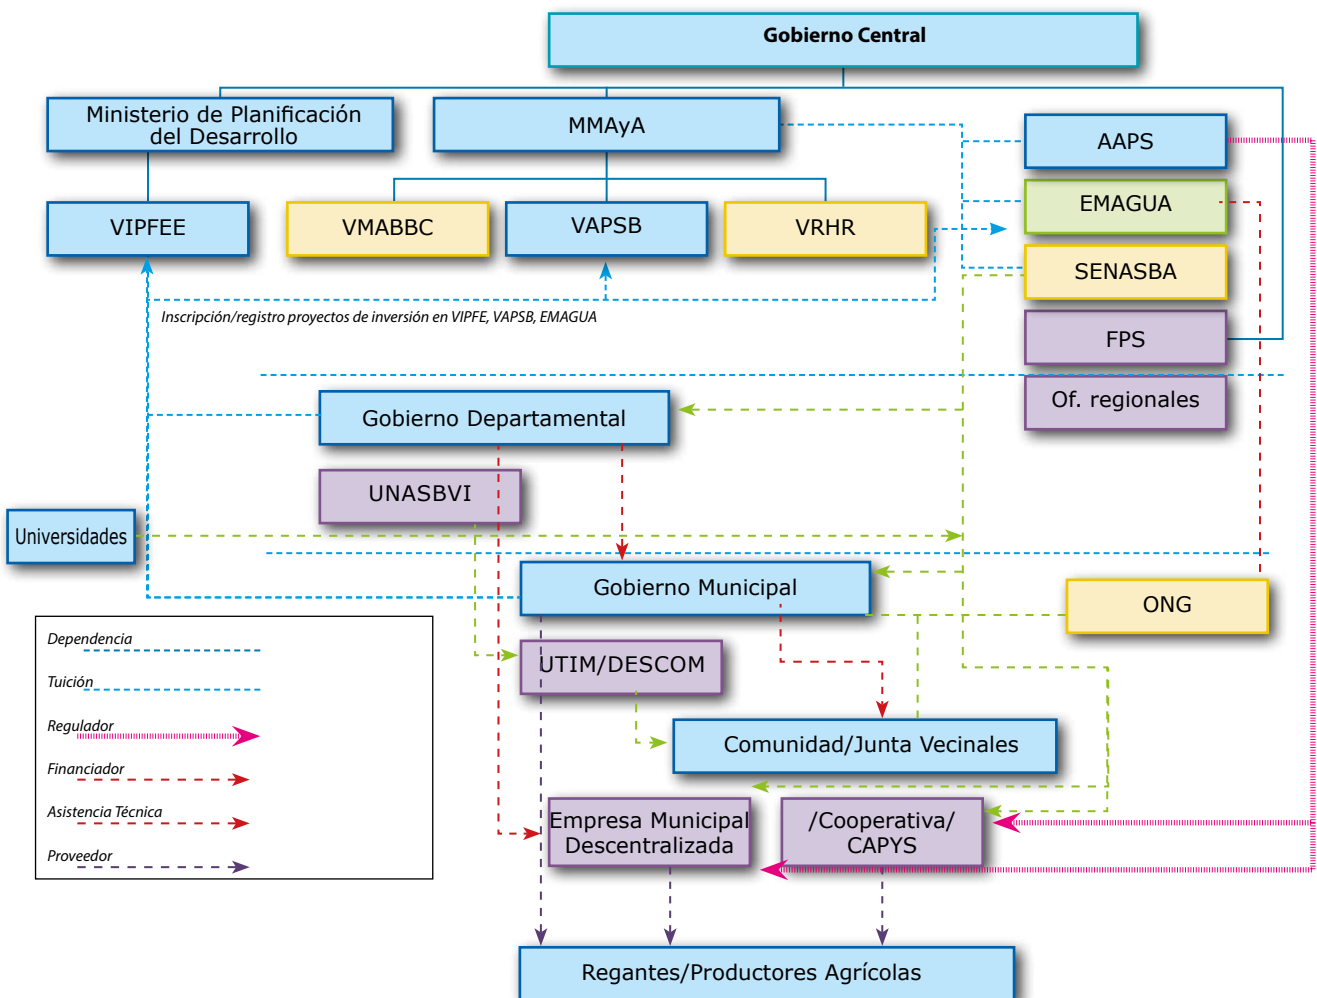 Gobierno Central
Ministerio de Planificación
del Desarrollo
MMAyA
AAPS
EMAGUA
VIPFEE
VMABBC
VAPSB
VRHR
SENASBA
Inscripción/registro proyectos de inversión en VIPFE, VAPSB, EMAGUA
FPS
Of. regionales
Gobierno Departamental
UNASBVI
Universidades
Gobierno Municipal
ONG
UTIM/DESCOM
Comunidad/Junta Vecinales
Empresa Municipal
Descentralizada
/Cooperativa/
CAPYS
Regantes/Productores Agrícolas
Dependencia
Tuición
Regulador
Financiador
Asistencia Técnica
Proveedor